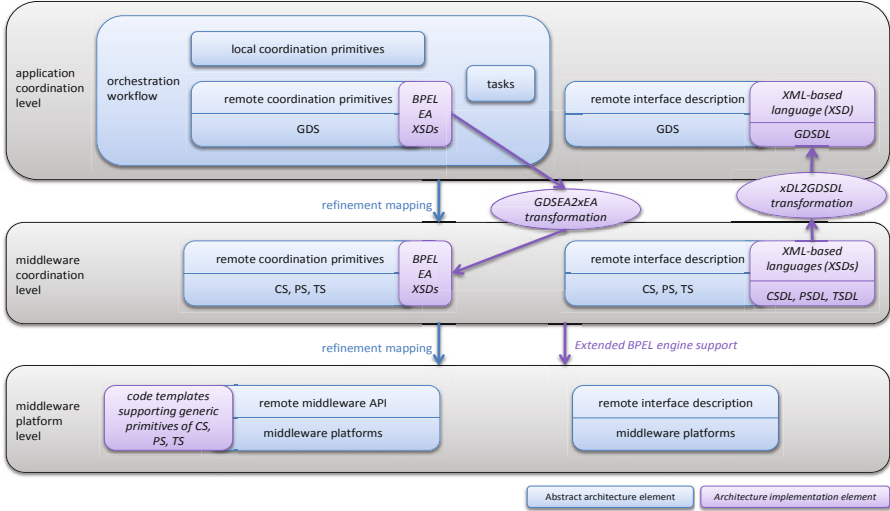 application
coordination
level
orchestration
workflow
local coordination primitives
remote coordination primitives
GDS
BPEL
EA
XSDs
tasks
remote interface description
GDS
XML-based
language (XSD)
GDSDL
refinement mapping
GDSEA2xEA
transformation
xDL2GDSDL
transformation
middleware
coordination
level
remote coordination primitives
CS, PS, TS
BPEL
EA
XSDs
remote interface description
CS, PS, TS
XML-based
languages (XSDs)
CSDL, PSDL, TSDL
refinement mapping
Extended BPEL engine support
middleware
platform
level
code templates
supporting generic
primitives of CS,
PS, TS
remote middleware API
middleware platforms
remote interface description
middleware platforms
Abstract architecture element
Architecture implementation element